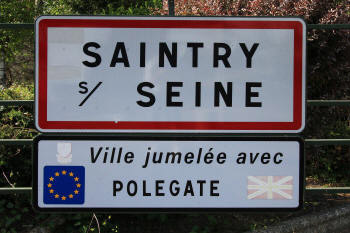 SAINTRY
S/ SEINE
Ville jumelée avec
POLEGATE